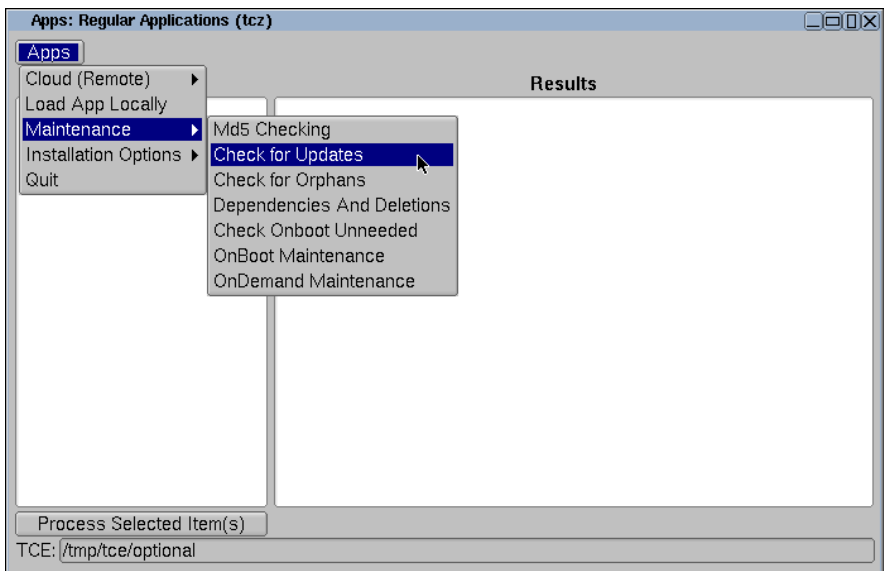 Apps: Regular Applications (tcz)
Apps
Results
Cloud (Remote)
Load App Locally
Maintenance
Installation Options
Quit
Md5 Checking
Check for Updates
Check for Orphans
Dependencies And Deletions
Check Onboot Unneeded
OnBoot Maintenance
OnDemand Maintenance
Process Selected Item(s)
TCE: /tmp/tce/optional